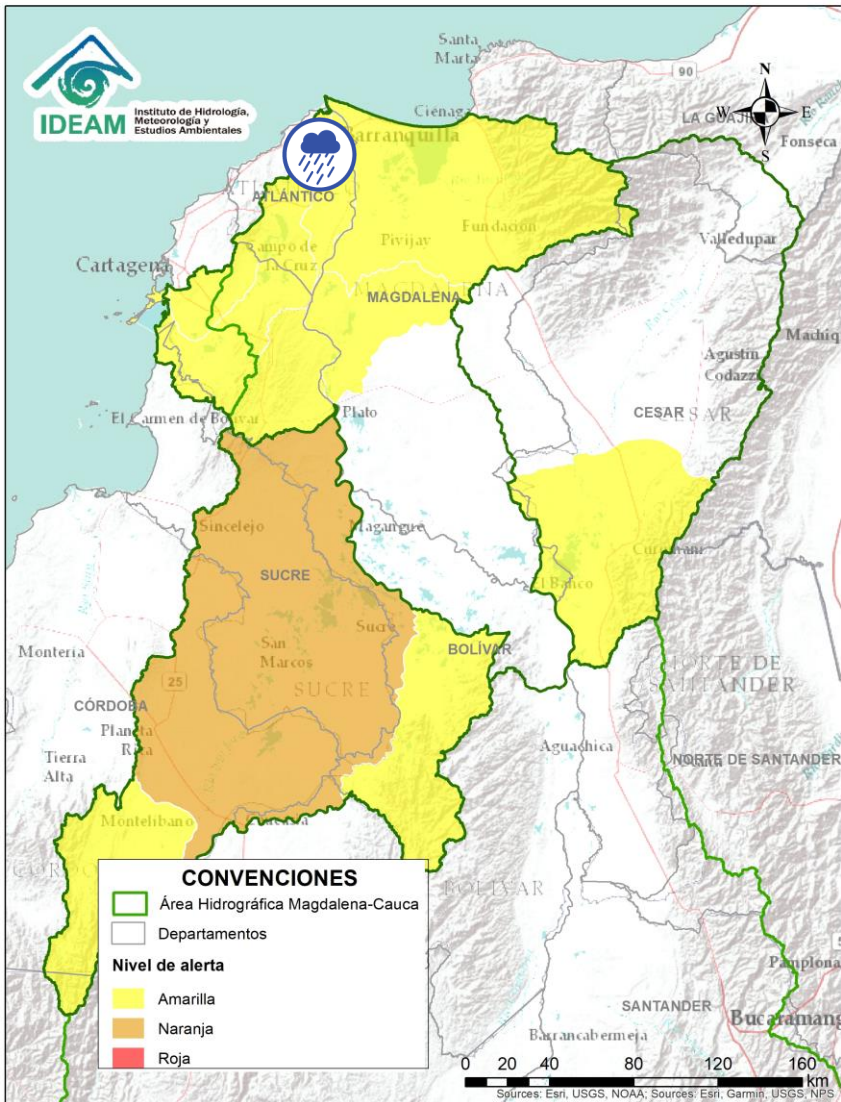 IDEAM
Instituto de Hidrología,
Meteorología y
Estudios Ambientales
Santa
Marta
90
N
W
E
S
Ciénaga
LA GUAJIRA
Fonseca
Barranquilla
ATLÁNTICO
Fundación
Valledupar
Campo de
la Cruz
Pivijay
Cartagena
MAGDALENA
MAGDALENA
Agustín
Codazzi
El Carmen de Bolívar
Plato
CESAR
CESAR
Sincelejo
Magangué
SUCRE
El Banco
Sucre
BOLÍVAR
San
Marcos
Montería
SUCRE
NORTE DE
SANTANDER
25
CÓRDOBA
Planeta
Rica
Aguachica
Tierra
Alta
NORTE DE SANTANDER
Montelíbano
CONVENCIONES
Área Hidrográfica Magdalena-Cauca
Departamentos
Nivel de alerta
Amarilla
Naranja
Roja
BOLÍVAR
Pamplona
SANTANDER
Bucaramang
Barrancabermeja
0 20 40 80 120 160
km
Sources: Esri, USGS, NOAA; Sources: Esri, Garmin, USGS, NPS